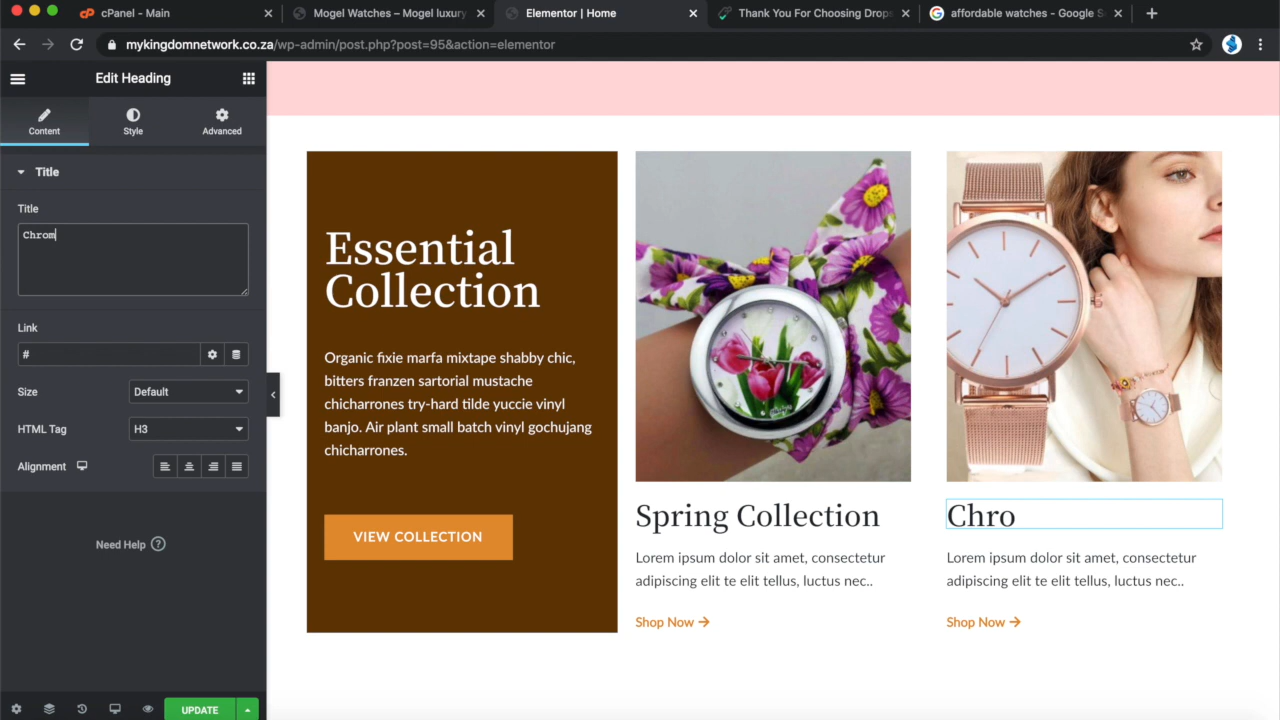 cPanel - Main
Mogel Watches – Mogel luxury
Elementor | Home
Thank You For Choosing Drops
affordable watches - Google S
mykingdomnetwork.co.za/wp-admin/post.php?post=95&action=elementor
Edit Heading
Content
Style
Advanced
Title
Title
Chrom
Link
#
Size
Default
HTML Tag
H3
Alignment
Need Help ?
UPDATE
Essential
Collection
Organic fixie marfa mixtape shabby chic,
bitters franzen sartorial mustache
chicharrones try-hard tilde yuccie vinyl
banjo. Air plant small batch vinyl gochujang
chicharrones.
VIEW COLLECTION
Spring Collection
Lorem ipsum dolor sit amet, consectetur
adipiscing elit te elit tellus, luctus nec..
Shop Now →
Chro
Lorem ipsum dolor sit amet, consectetur
adipiscing elit te elit tellus, luctus nec..
Shop Now →